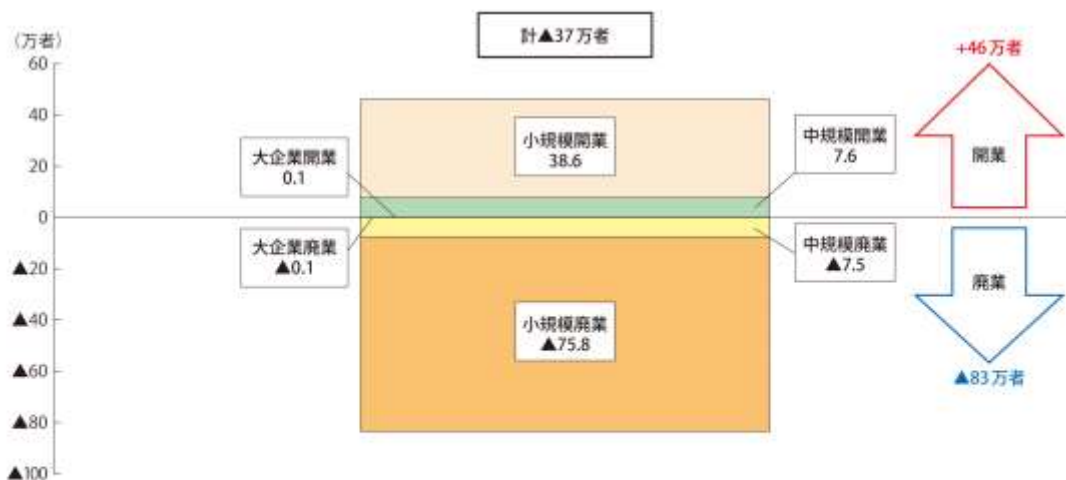 計▲37万者
（万者）
60
40
20
0
▲20
▲40
▲60
▲80
▲100
大企業開業
0.1
小規模開業
38.6
中規模開業
7.6
大企業廃業
▲0.1
中規模廃業
▲7.5
小規模廃業
▲75.8
+46万者
開業
廃業
▲83万者